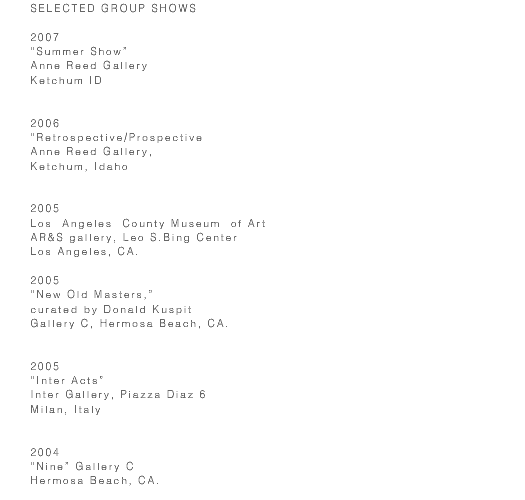 SELECTED GROUP SHOWS
2007
"Summer Show"
Anne Reed Gallery
Ketchum ID
2006
"Retrospective/Prospective
Anne Reed Gallery,
Ketchum, Idaho
2005
Los Angeles County Museum of Art
AR&S gallery, Leo S.Bing Center
Los Angeles, CA.
2005
"New Old Masters,"
curated by Donald Kuspit
Gallery C, Hermosa Beach, CA.
2005
"Inter Acts"
Inter Gallery, Piazza Diaz 6
Milan, Italy
2004
"Nine" Gallery C
Hermosa Beach, CA.